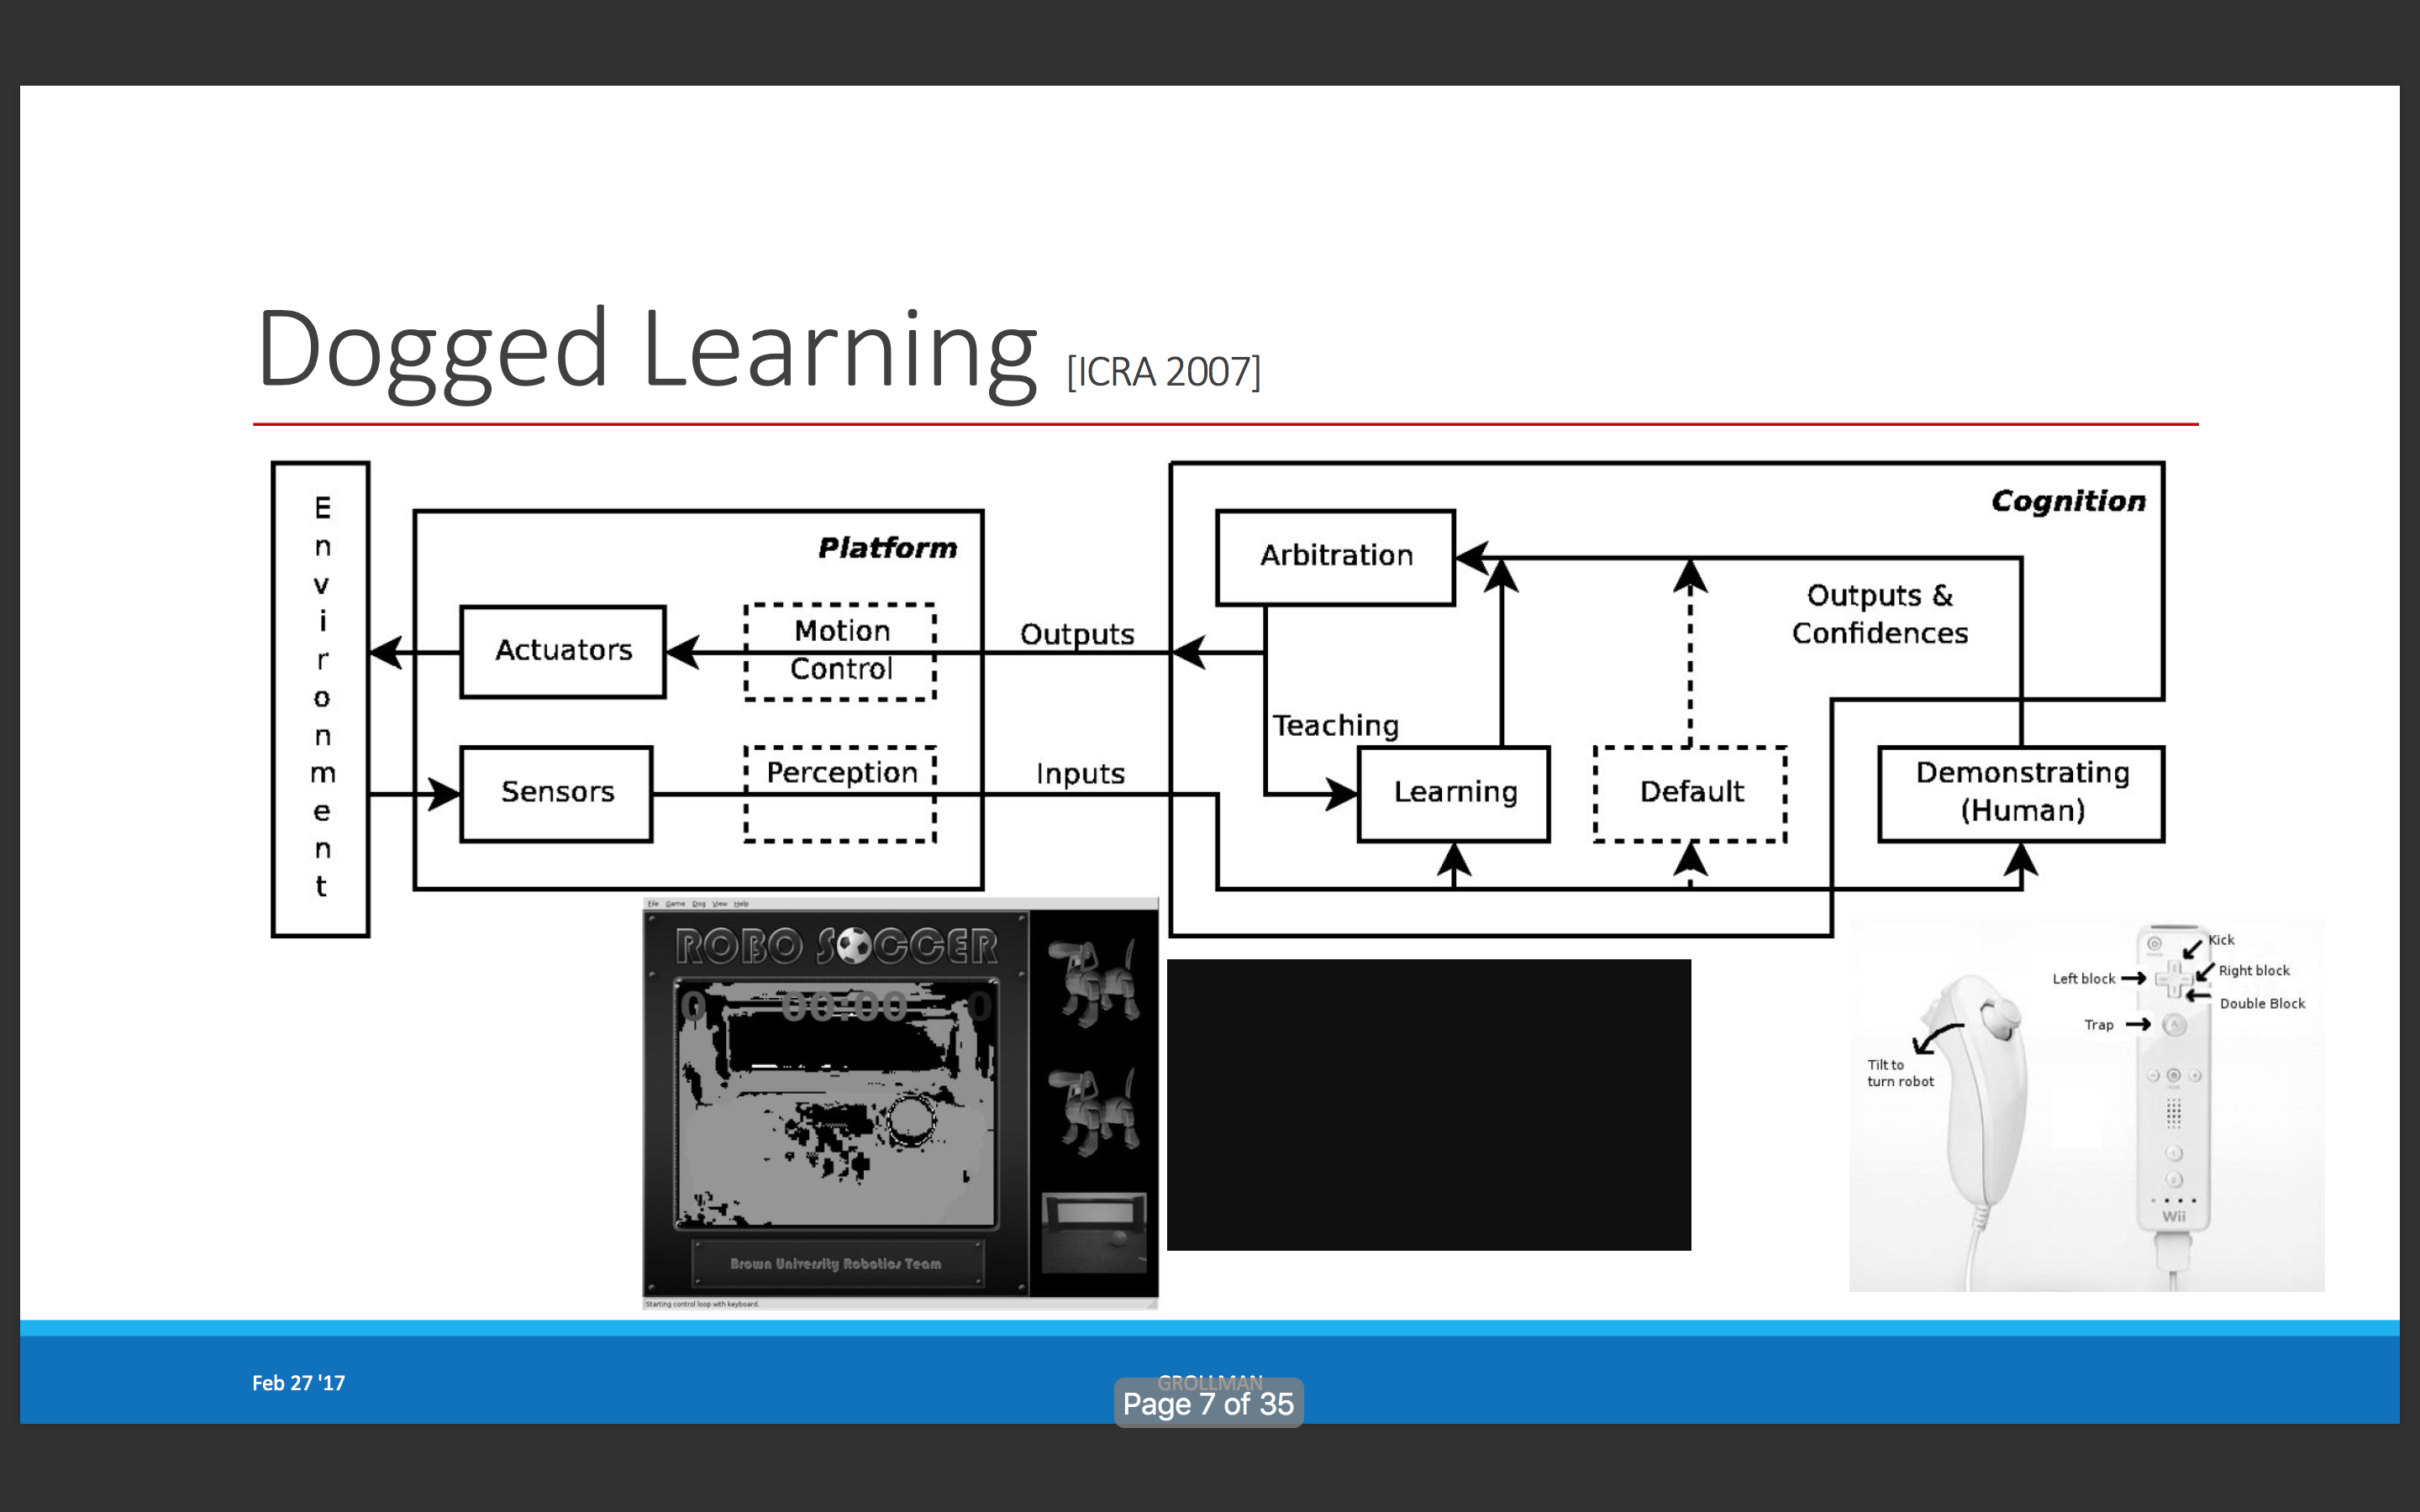 Dogged Learning [ICRA 2007]
Environment
Platform
Actuators
Motion
Control
Sensors
Perception
Outputs
Inputs
Cognition
Arbitration
Outputs &
Confidences
Teaching
Learning
Default
Demonstrating
(Human)
File Game Dog View Help
ROBO SOCCER
0 00:00 0
Brown University Robotics Team
Starting control loop with keyboard.
Kick
Left block
Right block
Double Block
Trap
A
Tilt to
turn robot
1
2
Wii
Feb 27 '17
GROLLMAN
Page 7 of 35